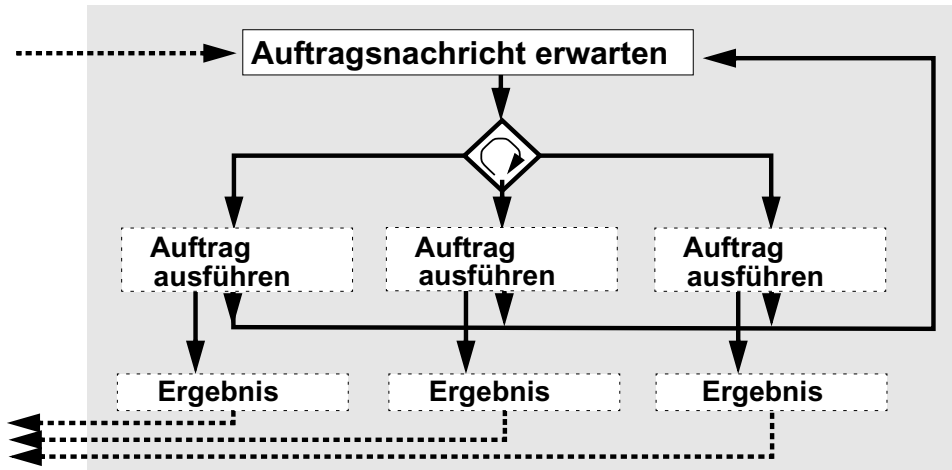 Auftragsnachricht erwarten
Auftrag
ausführen
Auftrag
ausführen
Auftrag
ausführen
Ergebnis
Ergebnis
Ergebnis